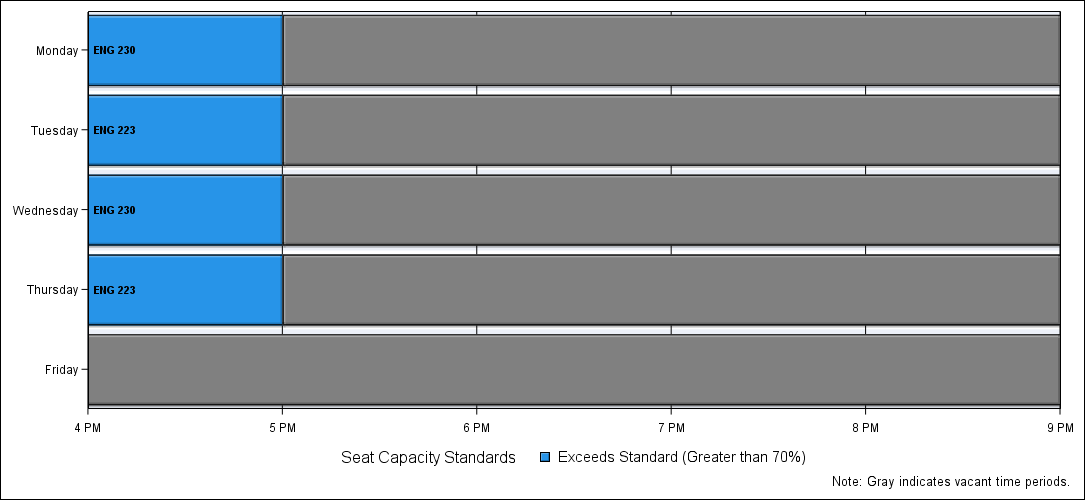 Monday
ENG 230
Tuesday
ENG 223
Wednesday
ENG 230
Thursday
ENG 223
Friday
4 PM 5 PM 6 PM 7 PM 8 PM 9 PM
Seat Capacity Standards Exceeds Standard (Greater than 70%)
Note: Gray indicates vacant time periods.